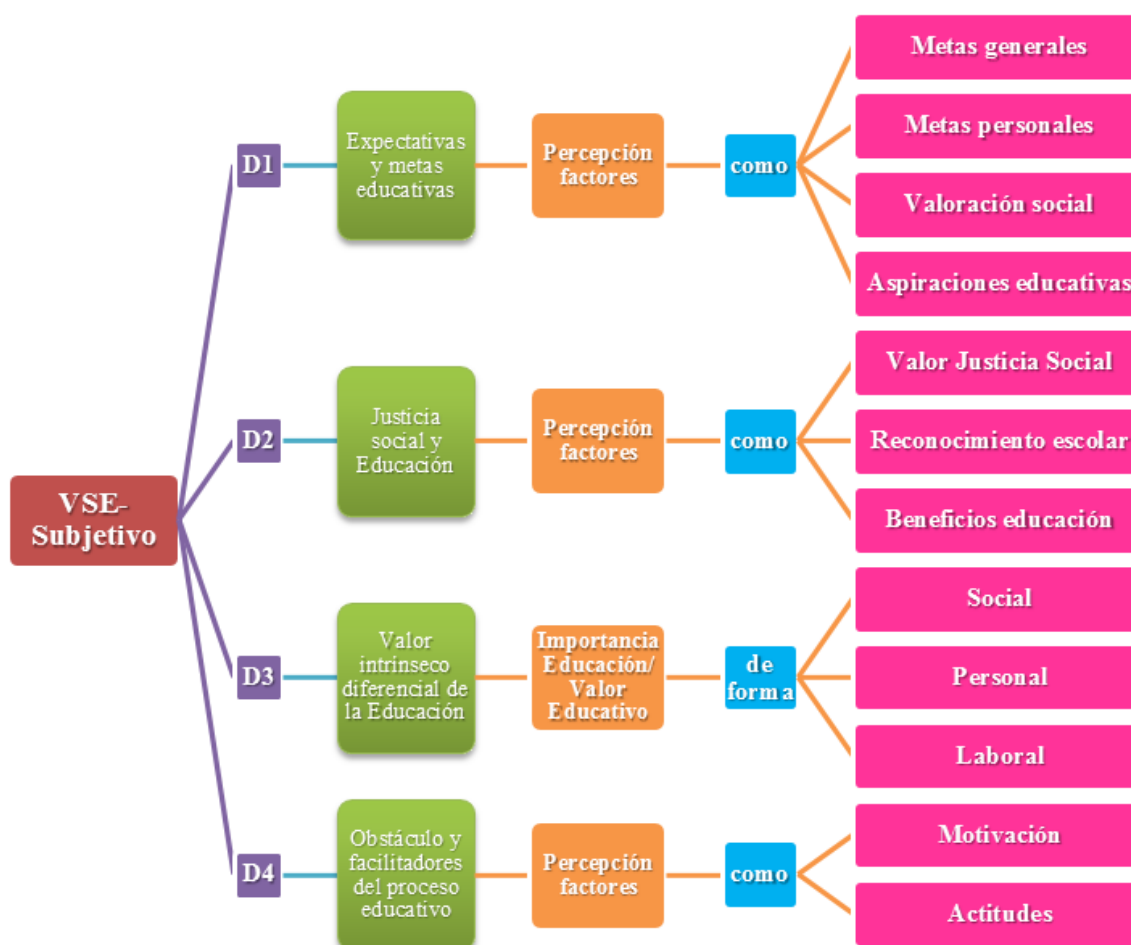 VSE-
Subjetivo
D1
Expectativas
y metas
educativas
Percepción
factores
como
Metas generales
Metas personales
Valoración social
Aspiraciones educativas
D2
Justicia
social y
Educación
Percepción
factores
como
Valor Justicia Social
Reconocimiento escolar
Beneficios educación
D3
Valor
intrínseco
diferencial de
la Educación
Importancia
Educación/
Valor
Educativo
de
forma
Social
Personal
Laboral
D4
Obstáculo y
facilitadores
del proceso
educativo
Percepción
factores
como
Motivación
Actitudes